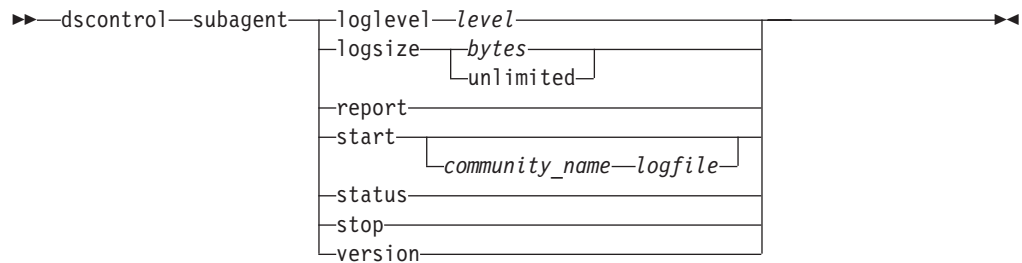 dscontrol subagent loglevel level
logsize bytes
unlimited
report
start
community_name logfile
status
stop
version